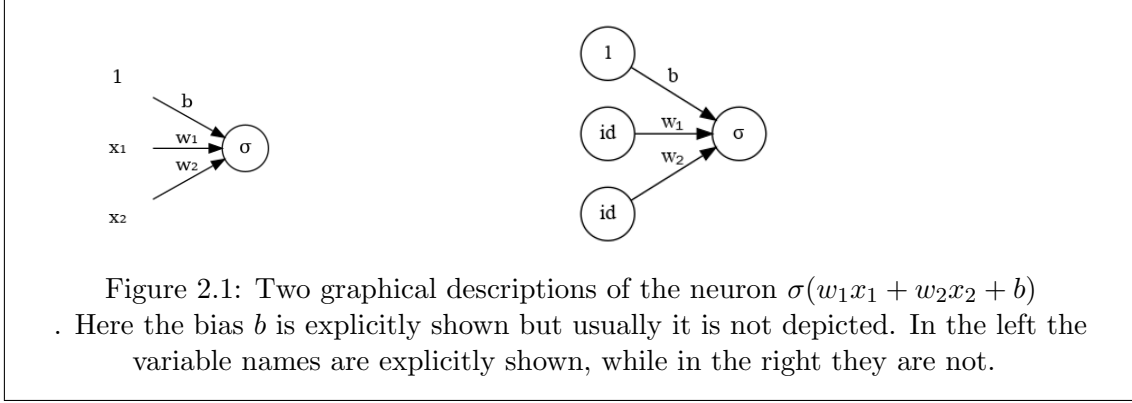 1
b
x₁
w₁
w₂
σ
x₂
1
b
id
w₁
w₂
σ
id
Figure 2.1: Two graphical descriptions of the neuron σ(w₁x₁ + w₂x₂ + b)
. Here the bias b is explicitly shown but usually it is not depicted. In the left the
variable names are explicitly shown, while in the right they are not.